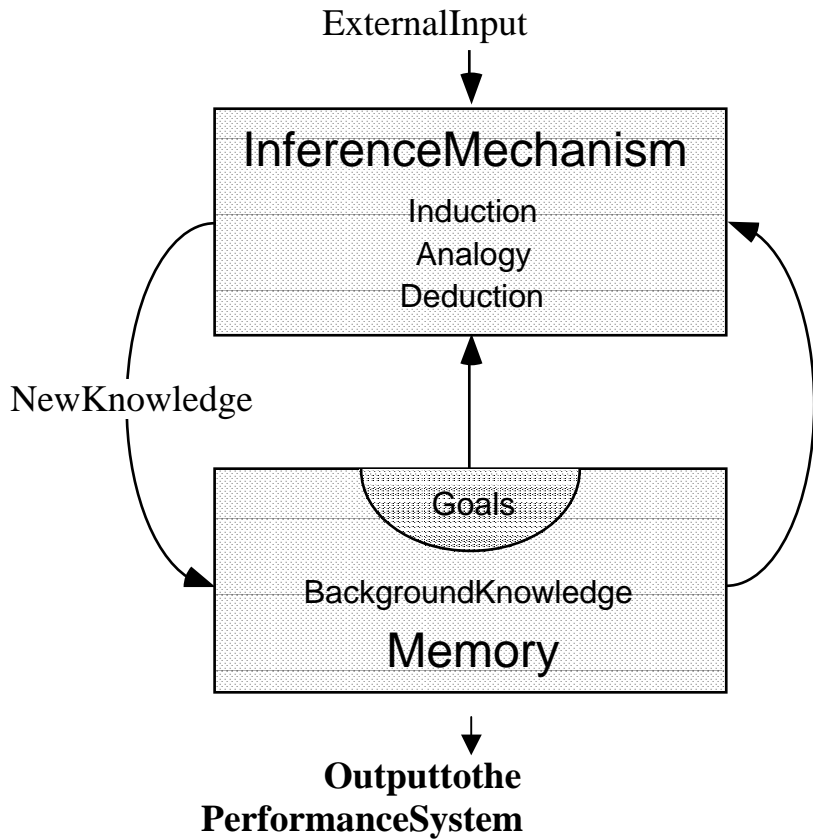 ExternalInput
InferenceMechanism
Induction
Analogy
Deduction
NewKnowledge
Goals
BackgroundKnowledge
Memory
Outputtothe
PerformanceSystem